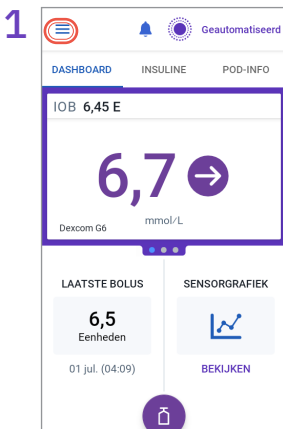 1
Geautomatiseerd
DASHBOARD INSULINE POD-INFO
IOB 6,45 E
6,7
mmol/L
Dexcom G6
LAATSTE BOLUS SENSORGRAFIEK
6,5
Eenheden
01 jul. (04:09) BEKIJKEN